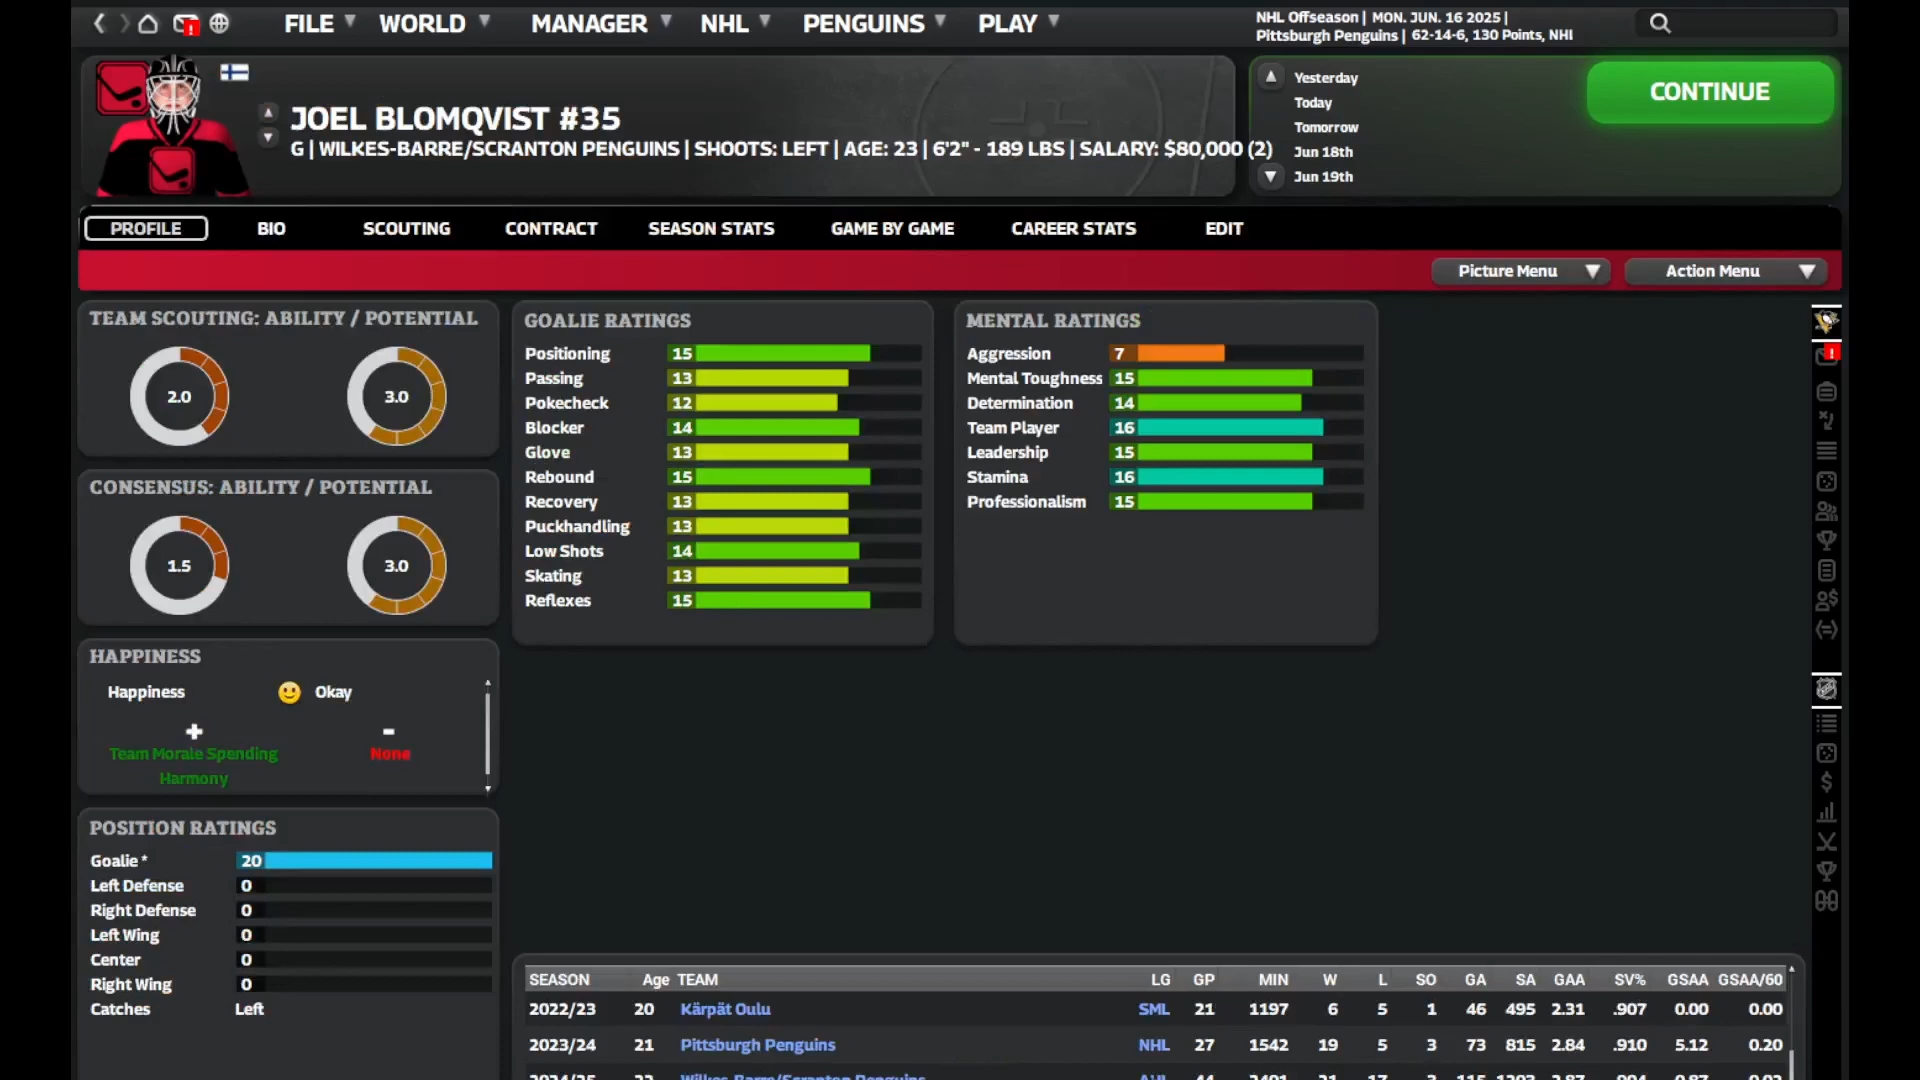 FILE WORLD MANAGER NHL PENGUINS PLAY
NHL Offseason | MON. JUN. 16 2025 |
Pittsburgh Penguins | 62-14-6, 130 Points, NHI
JOEL BLOMQVIST #35
G | WILKES-BARRE/SCRANTON PENGUINS | SHOOTS: LEFT | AGE: 23 | 6'2" - 189 LBS | SALARY: $80,000 (2)
Yesterday
Today
Tomorrow
Jun 18th
Jun 19th
CONTINUE
PROFILE BIO SCOUTING CONTRACT SEASON STATS GAME BY GAME CAREER STATS EDIT
Picture Menu Action Menu
TEAM SCOUTING: ABILITY / POTENTIAL
2.0 3.0
CONSENSUS: ABILITY / POTENTIAL
1.5 3.0
HAPPINESS
Happiness Okay
+ -
Team Morale Spending None
Harmony
POSITION RATINGS
Goalie * 20
Left Defense 0
Right Defense 0
Left Wing 0
Center 0
Right Wing 0
Catches Left
GOALIE RATINGS
Positioning 15
Passing 13
Pokecheck 12
Blocker 14
Glove 13
Rebound 15
Recovery 13
Puckhandling 13
Low Shots 14
Skating 13
Reflexes 15
MENTAL RATINGS
Aggression 7
Mental Toughness 15
Determination 14
Team Player 16
Leadership 15
Stamina 16
Professionalism 15
SEASON Age TEAM LG GP MIN W L SO GA SA GAA SV% GSAA GSAA/60
2022/23 20 Kärpät Oulu SML 21 1197 6 5 1 46 495 2.31 .907 0.00 0.00
2023/24 21 Pittsburgh Penguins NHL 27 1542 19 5 3 73 815 2.84 .910 5.12 0.20